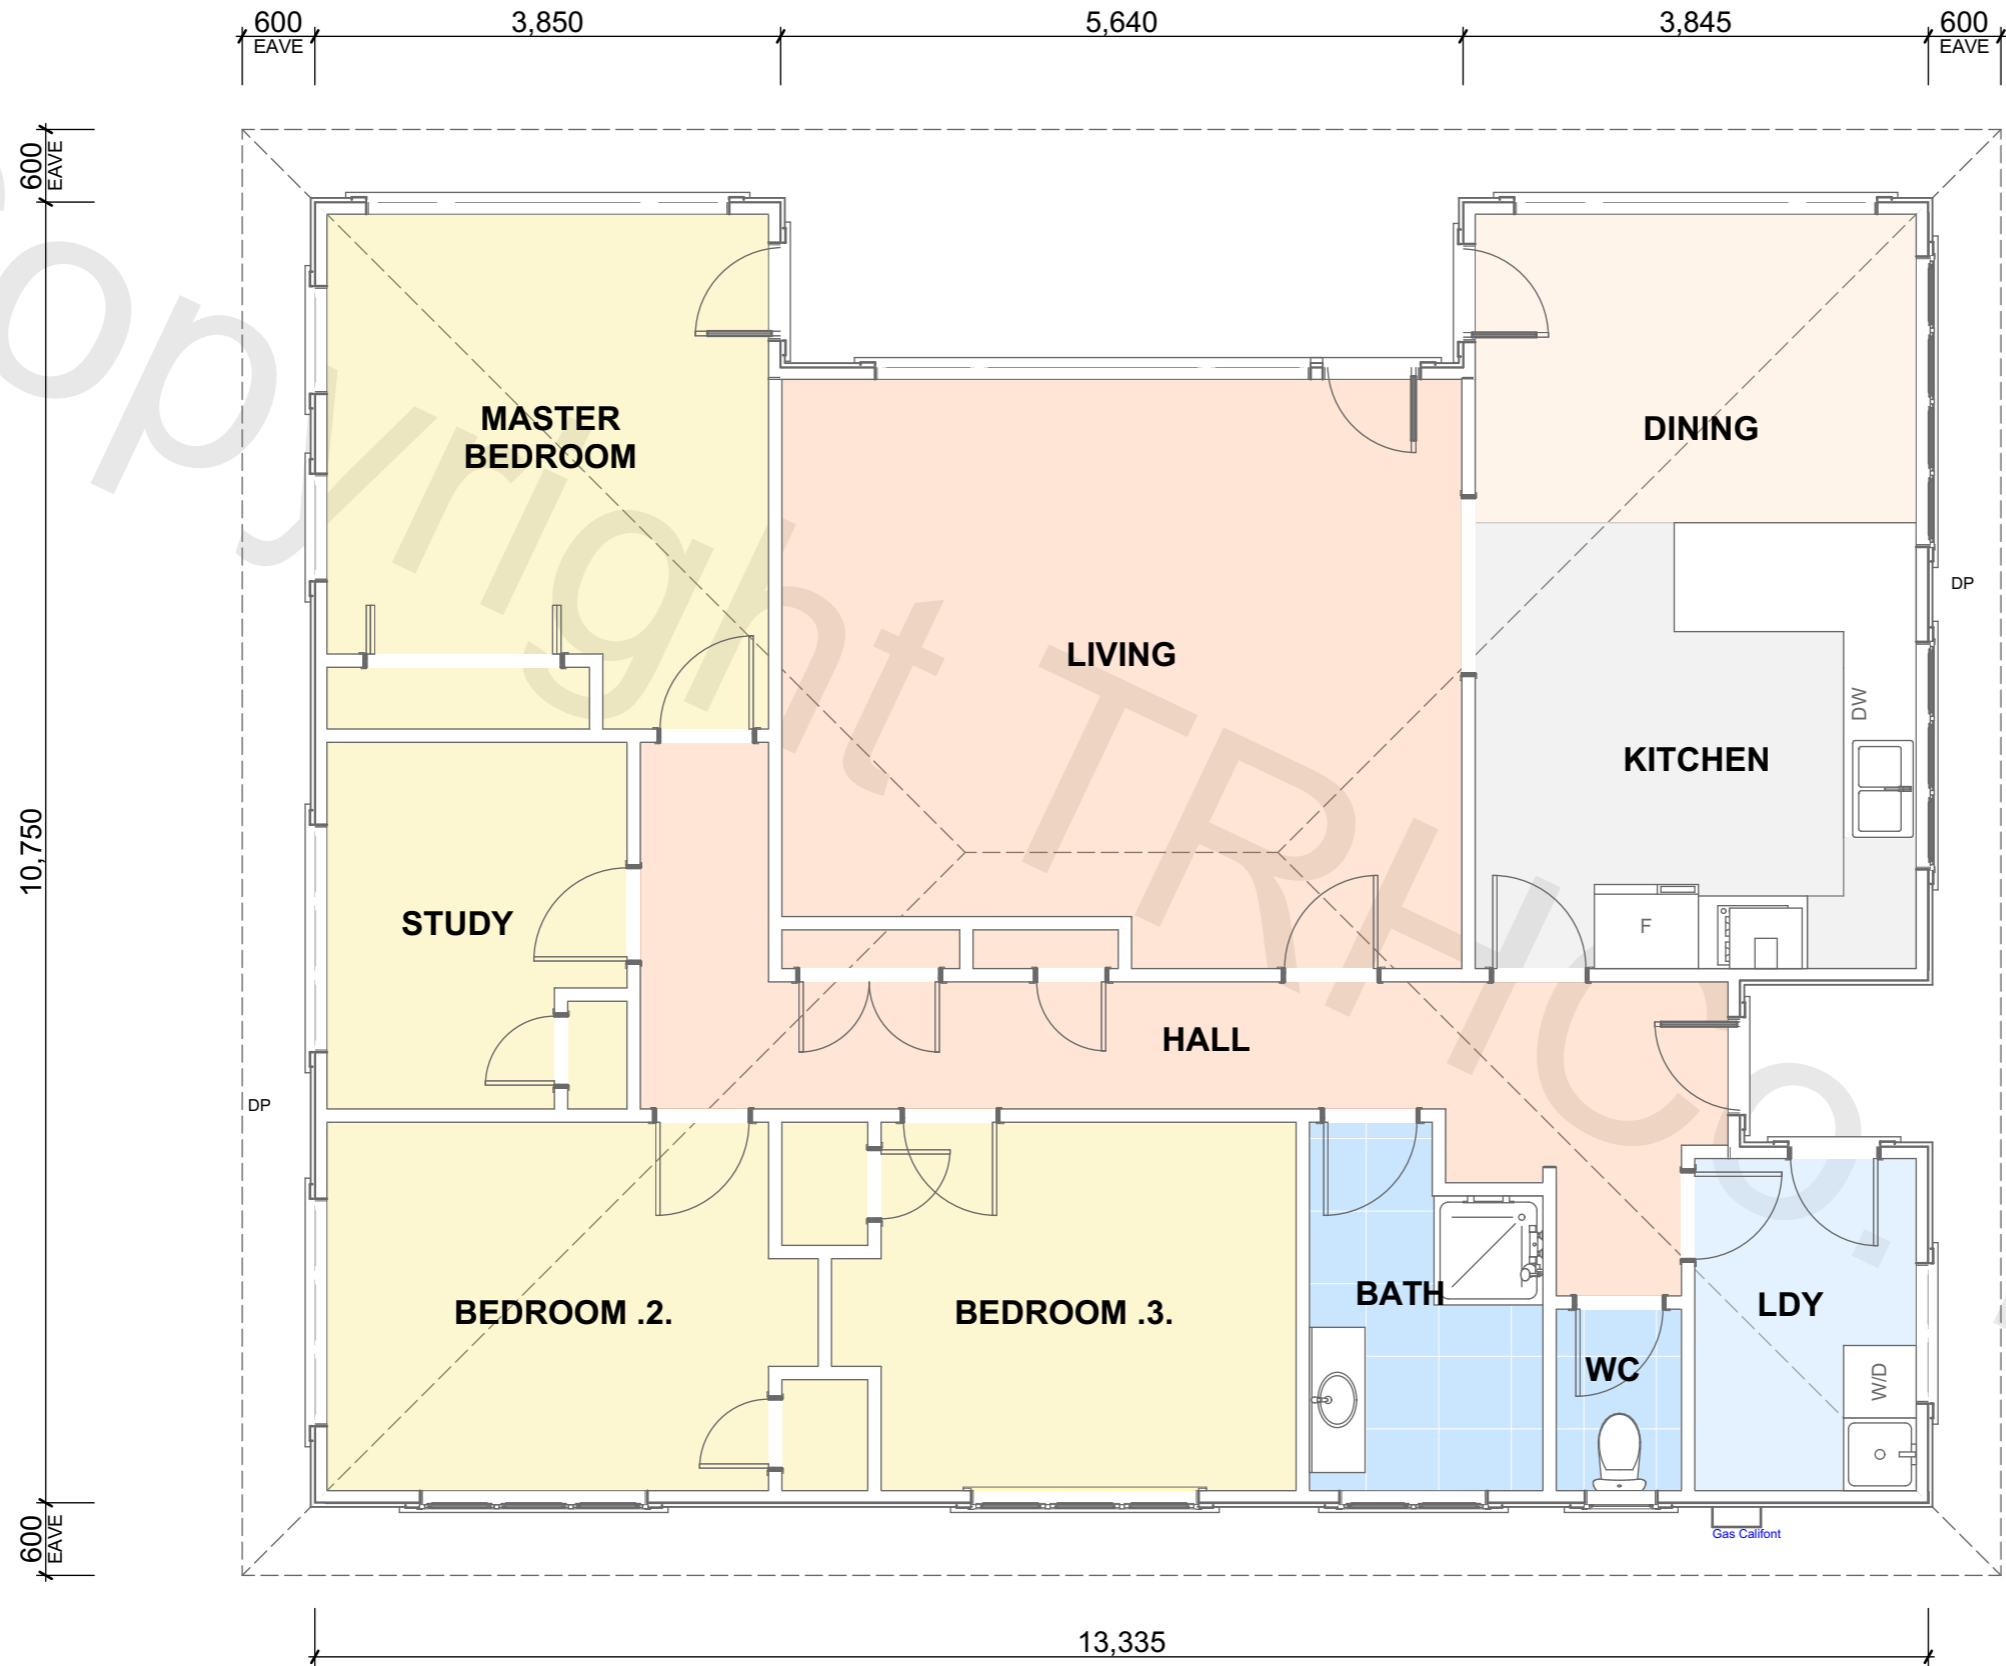 600
3,850
5,640
3,845
600
EAVE
EAVE
600
EAVE
MASTER
BEDROOM
DINING
DP
LIVING
DW
KITCHEN
10,750
STUDY
F
HALL
DP
BATH
LDY
BEDROOM .2.
BEDROOM .3.
WC
W/D
600
EAVE
Gas Califont
13,335
Copyright TRHCo.